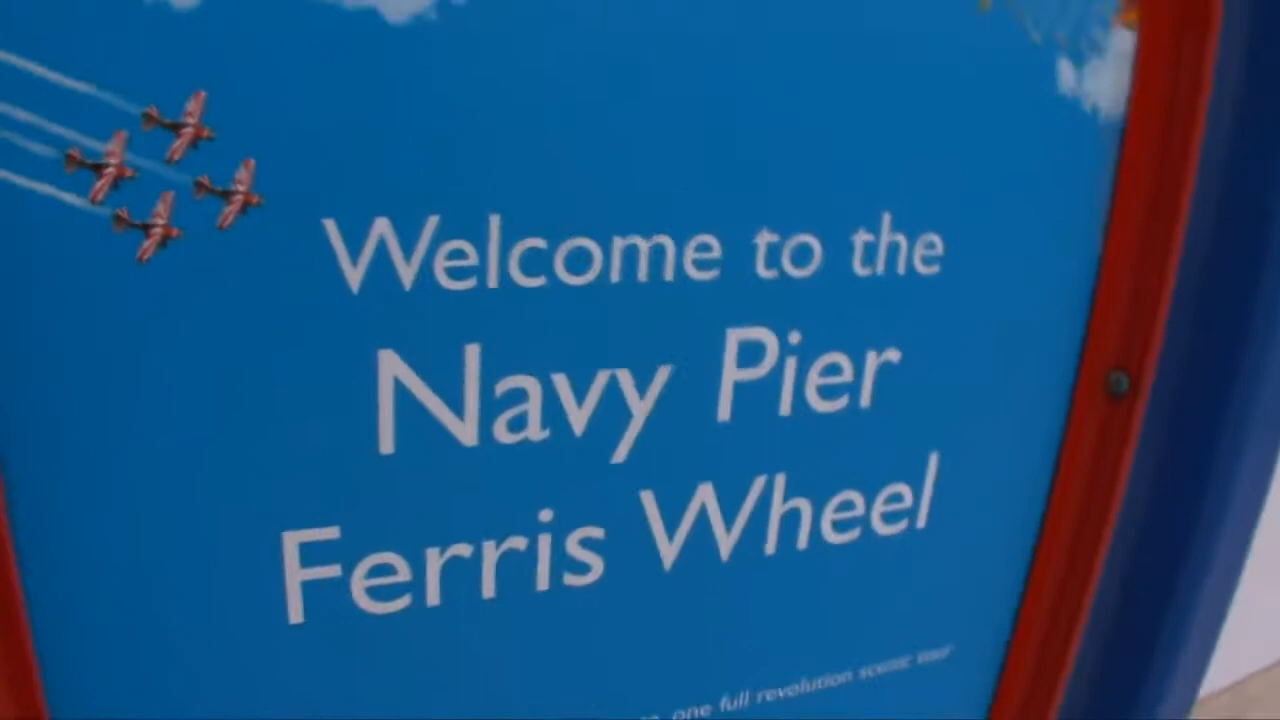 Welcome to the
Navy Pier
Ferris Wheel
one full revolution scenic tour